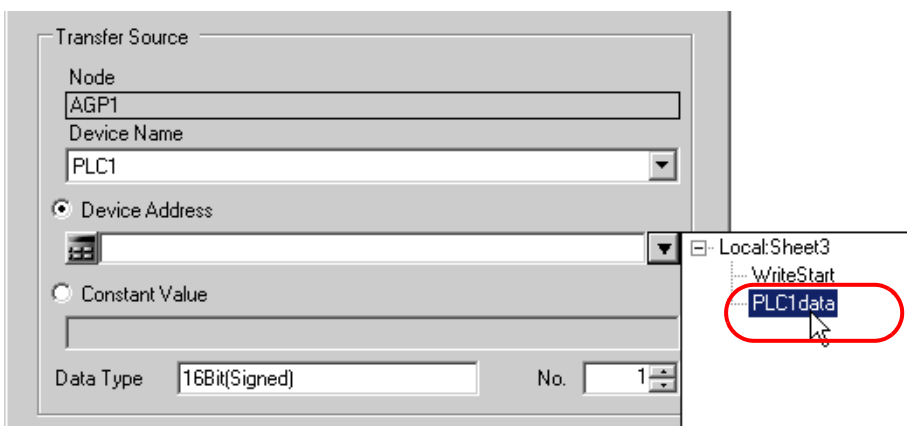 Transfer Source
Node
AGP1
Device Name
PLC1
Device Address
Local:Sheet3
WriteStart
PLC1data
Constant Value
Data Type 16Bit(Signed) No. 1